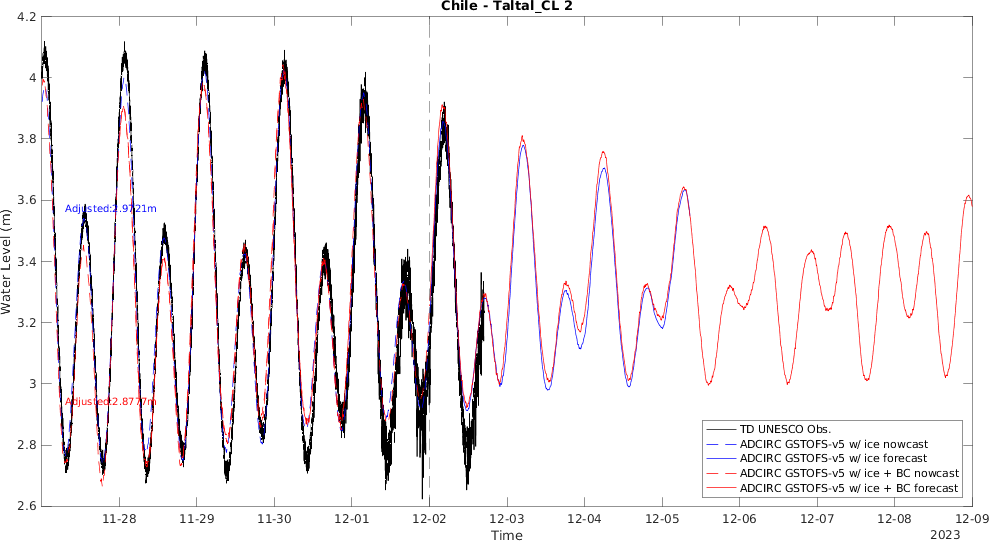 Chile - Taltal_CL 2
4.2
4
3.8
3.6
3.4
3.2
3
2.8
2.6
Water Level (m)
Adjusted:2.9721m
Adjusted:2.8777m
TD UNESCO Obs.
ADCIRC GSTOFS-v5 w/ ice nowcast
ADCIRC GSTOFS-v5 w/ ice forecast
ADCIRC GSTOFS-v5 w/ ice + BC nowcast
ADCIRC GSTOFS-v5 w/ ice + BC forecast
11-28 11-29 11-30 12-01 12-02 12-03 12-04 12-05 12-06 12-07 12-08 12-09
Time
2023